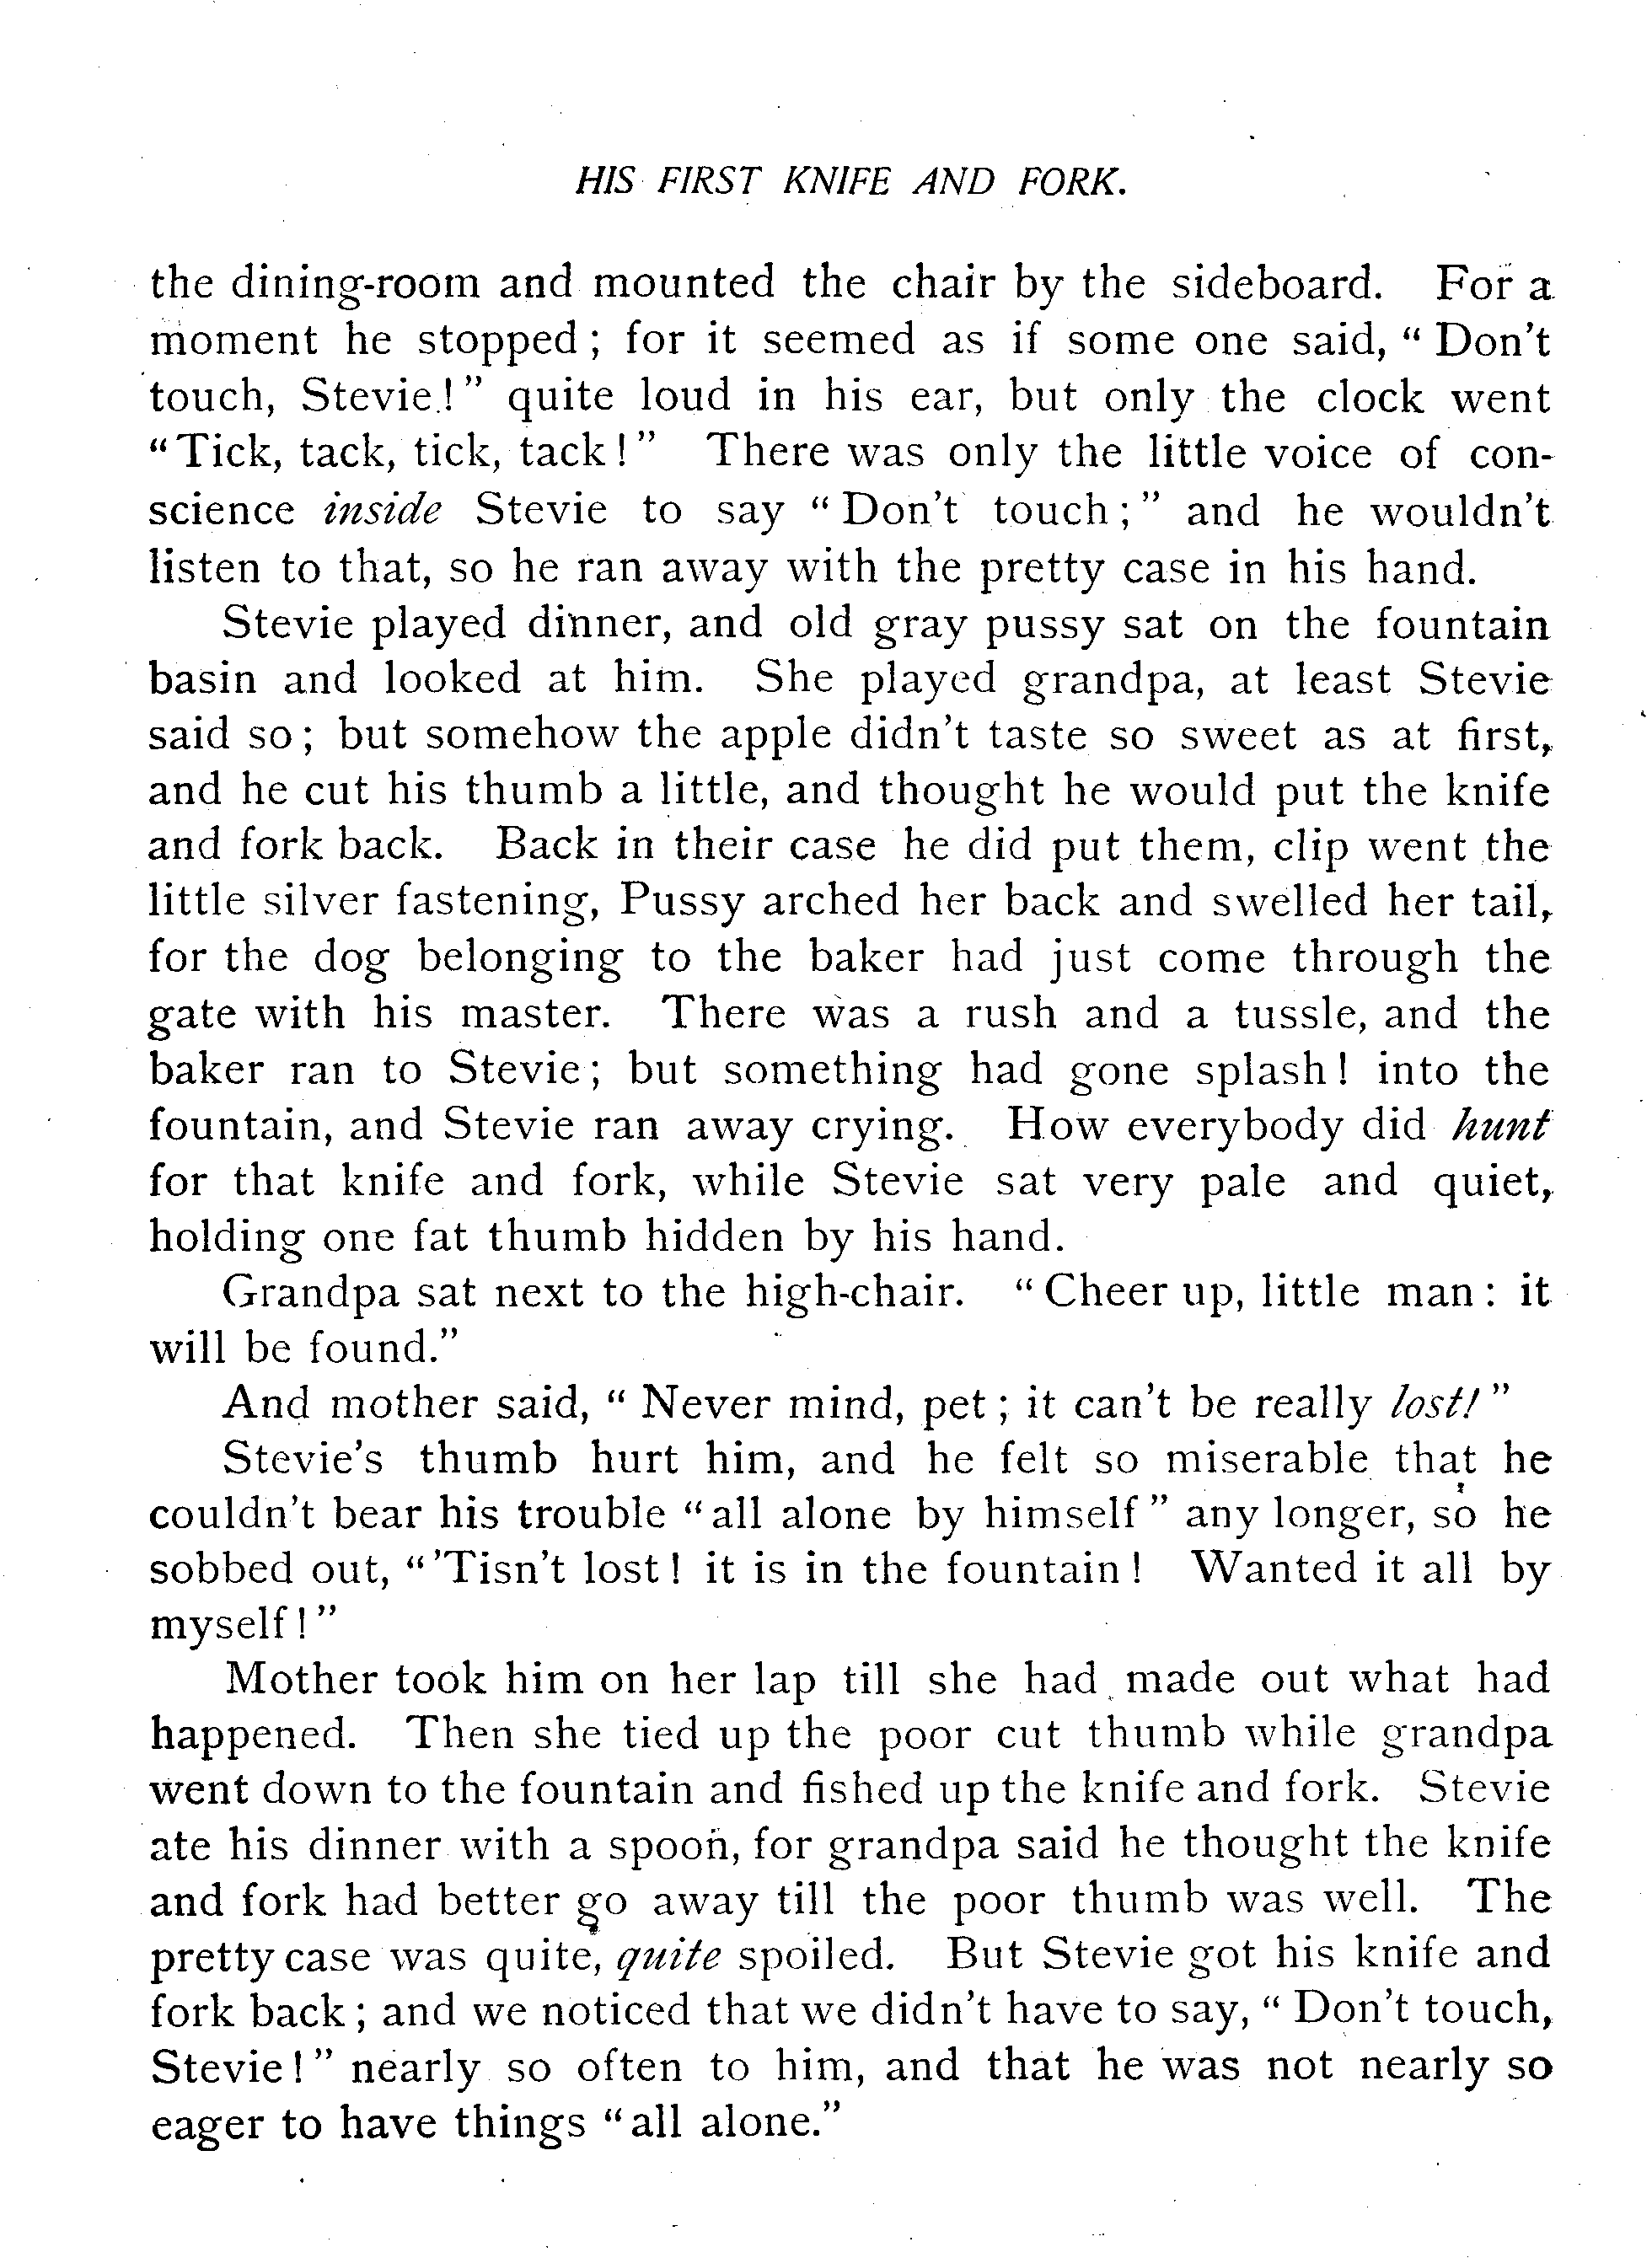 HIS FIRST KNIFE AND FORK.
the dining-room and mounted the chair by the sideboard. For a
moment he stopped; for it seemed as if some one said, "Don't
touch, Stevie!" quite loud in his ear, but only the clock went
"Tick, tack, tick, tack!" There was only the little voice of con-
science inside Stevie to say "Don't touch;" and he wouldn't
listen to that, so he ran away with the pretty case in his hand.
Stevie played dinner, and old gray pussy sat on the fountain
basin and looked at him. She played grandpa, at least Stevie
said so; but somehow the apple didn't taste so sweet as at first,
and he cut his thumb a little, and thought he would put the knife
and fork back. Back in their case he did put them, clip went the
little silver fastening, Pussy arched her back and swelled her tail,
for the dog belonging to the baker had just come through the
gate with his master. There was a rush and a tussle, and the
baker ran to Stevie; but something had gone splash! into the
fountain, and Stevie ran away crying. How everybody did hunt
for that knife and fork, while Stevie sat very pale and quiet,
holding one fat thumb hidden by his hand.
Grandpa sat next to the high-chair. "Cheer up, little man: it
will be found."
And mother said, "Never mind, pet; it can't be really lost!"
Stevie's thumb hurt him, and he felt so miserable that he
couldn't bear his trouble "all alone by himself" any longer, so he
sobbed out, "'Tisn't lost! it is in the fountain! Wanted it all by
myself!"
Mother took him on her lap till she had made out what had
happened. Then she tied up the poor cut thumb while grandpa
went down to the fountain and fished up the knife and fork. Stevie
ate his dinner with a spoon, for grandpa said he thought the knife
and fork had better go away till the poor thumb was well. The
pretty case was quite, quite spoiled. But Stevie got his knife and
fork back; and we noticed that we didn't have to say, "Don't touch,
Stevie!" nearly so often to him, and that he was not nearly so
eager to have things "all alone."